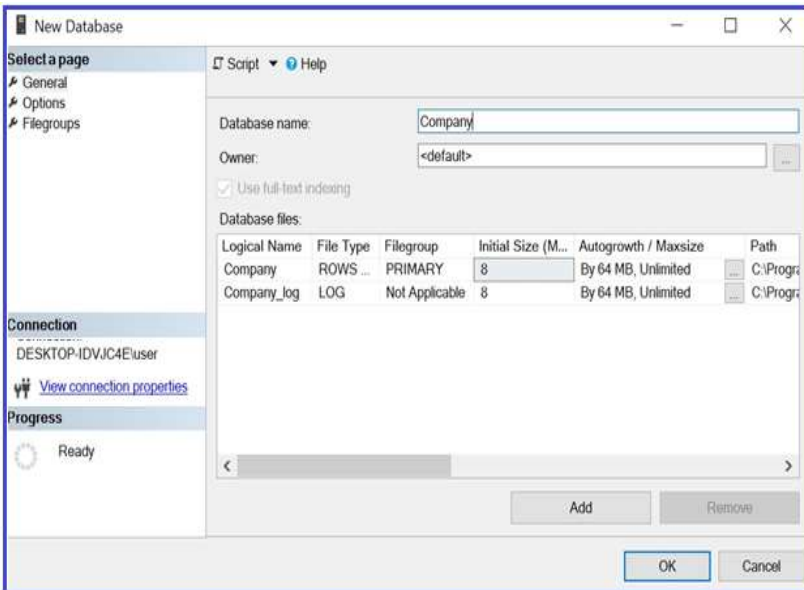 New Database
Select a page
General
Options
Filegroups
Script Help
Database name: Company
Owner: <default> ...
Use full-text indexing
Database files:
Logical Name File Type Filegroup Initial Size (M... Autogrowth / Maxsize Path
Company ROWS ... PRIMARY 8 By 64 MB, Unlimited ... C:\Progra
Company_log LOG Not Applicable 8 By 64 MB, Unlimited ... C:\Progra
Connection
DESKTOP-IDVJC4E\user
View connection properties
Progress
Ready
Add Remove
OK Cancel